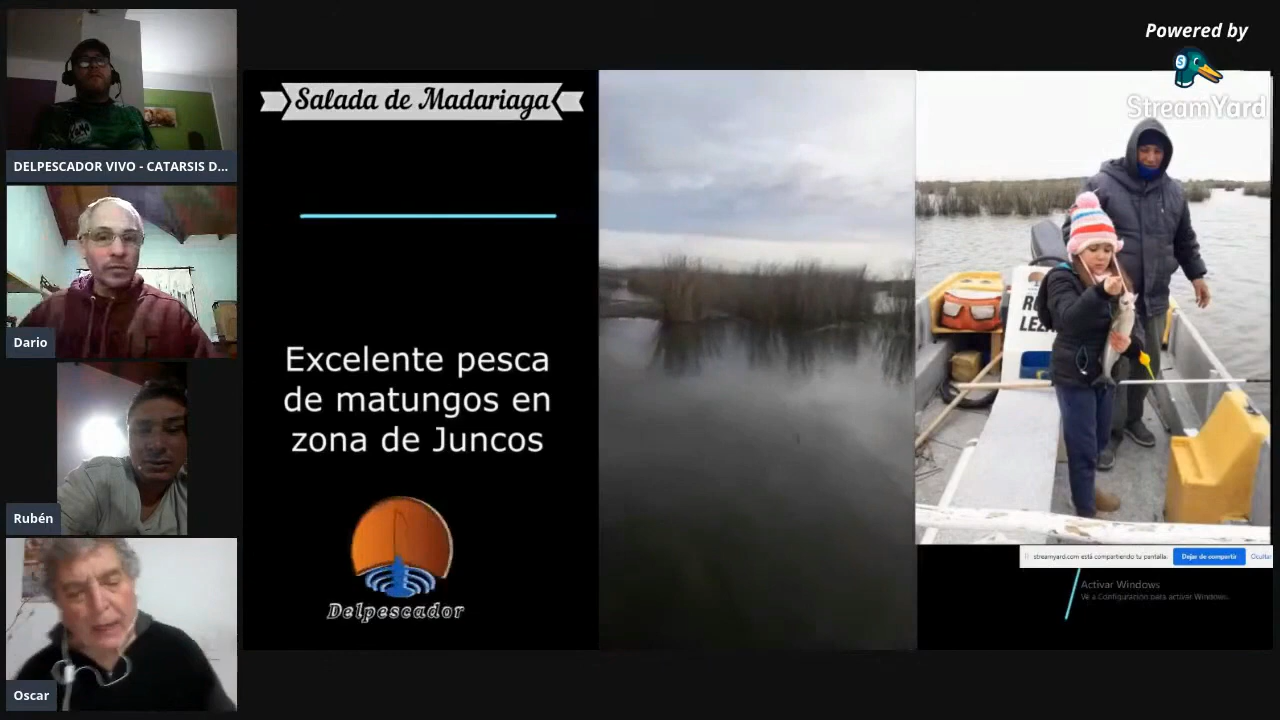 Powered by
StreamYard
DELPESCADOR VIVO - CATARSIS D...
Dario
Rubén
Oscar
Salada de Madariaga
Excelente pesca
de matungos en
zona de Juncos
Delpescador
streamyard.com está compartiendo tu pantalla.
Dejar de compartir
Ocultar
Activar Windows
Ve a Configuración para activar Windows.